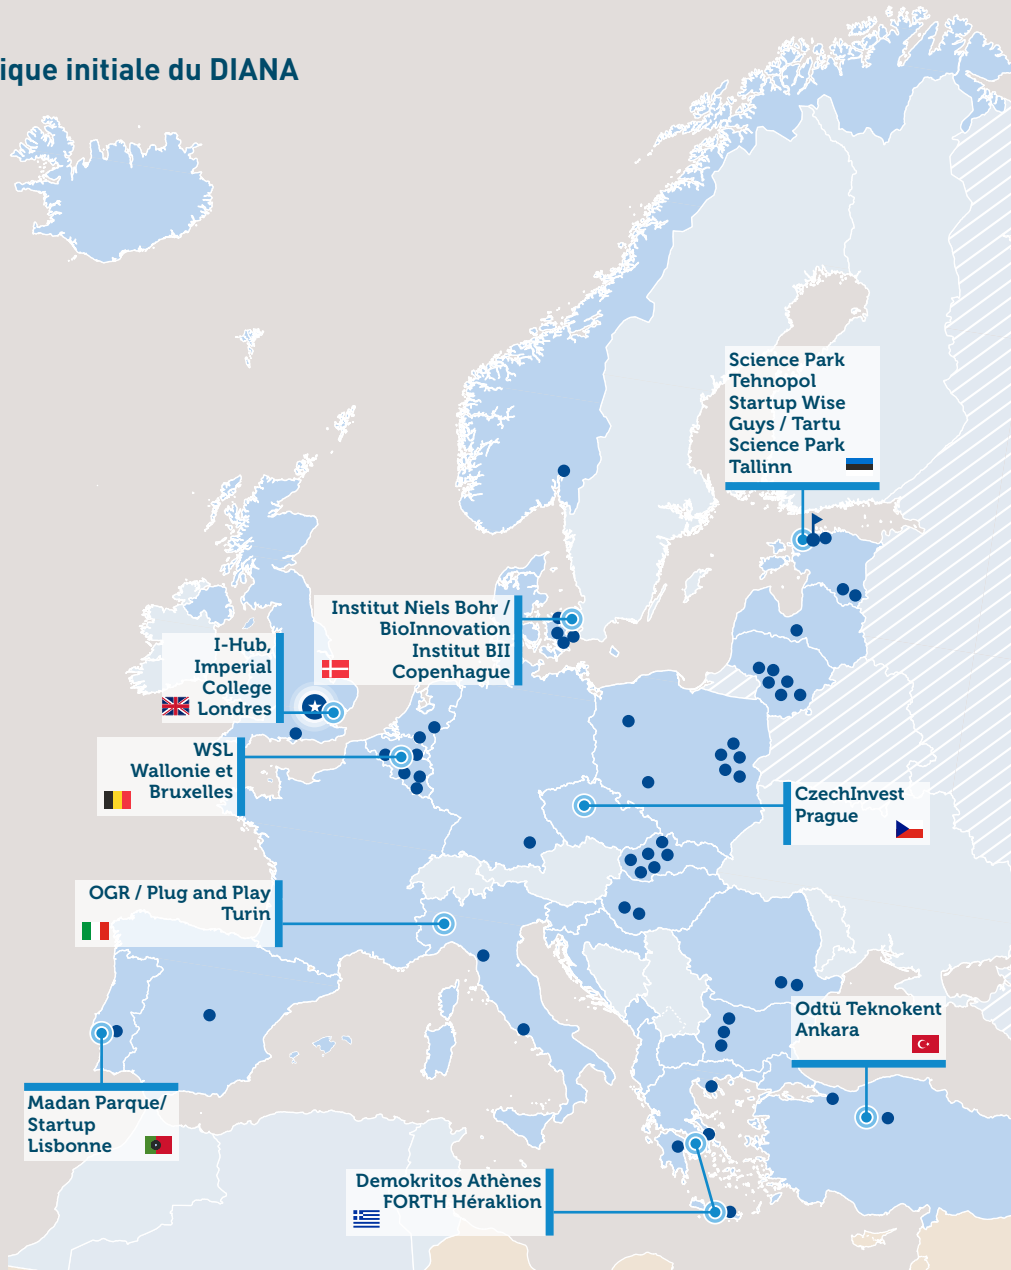 ique initiale du DIANA
Science Park
Tehnopol
Startup Wise
Guys / Tartu
Science Park
Tallinn
Institut Niels Bohr /
BioInnovation
Institut BII
Copenhague
I-Hub,
Imperial
College
Londres
WSL
Wallonie et
Bruxelles
CzechInvest
Prague
OGR / Plug and Play
Turin
Odtü Teknokent
Ankara
Madan Parque/
Startup
Lisbonne
Demokritos Athènes
FORTH Héraklion